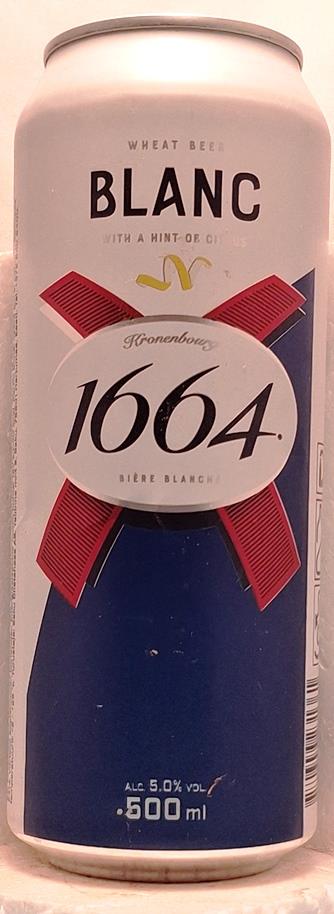 WHEAT BEER
BLANC
WITH A HINT OF CITRUS
Kronenbourg
1664.
BIÈRE BLANCHE
ALC. 5.0% VOL
500 ml